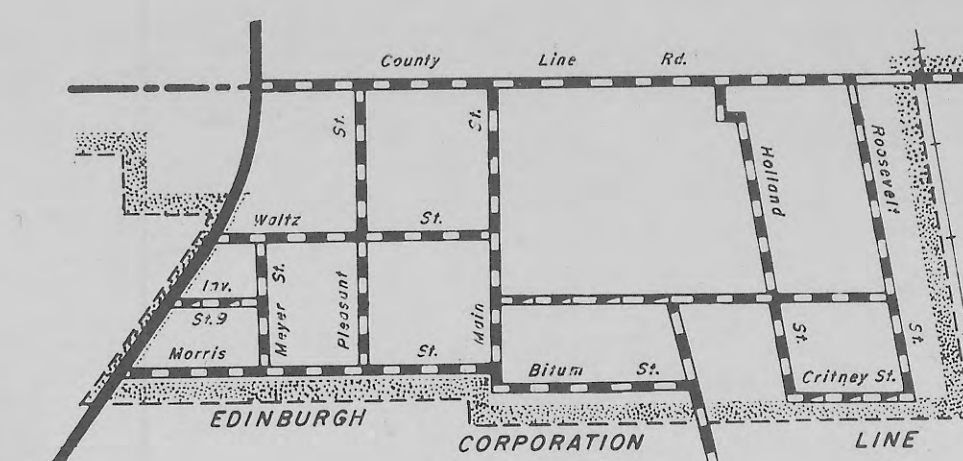 County Line Rd.
St.
St.
Holland
Roosevelt
Waltz St.
Inv.
St. 9
Meyer St.
Pleasant
Main
St.
St.
Morris St.
Bitum St.
Critney St.
EDINBURGH
CORPORATION LINE